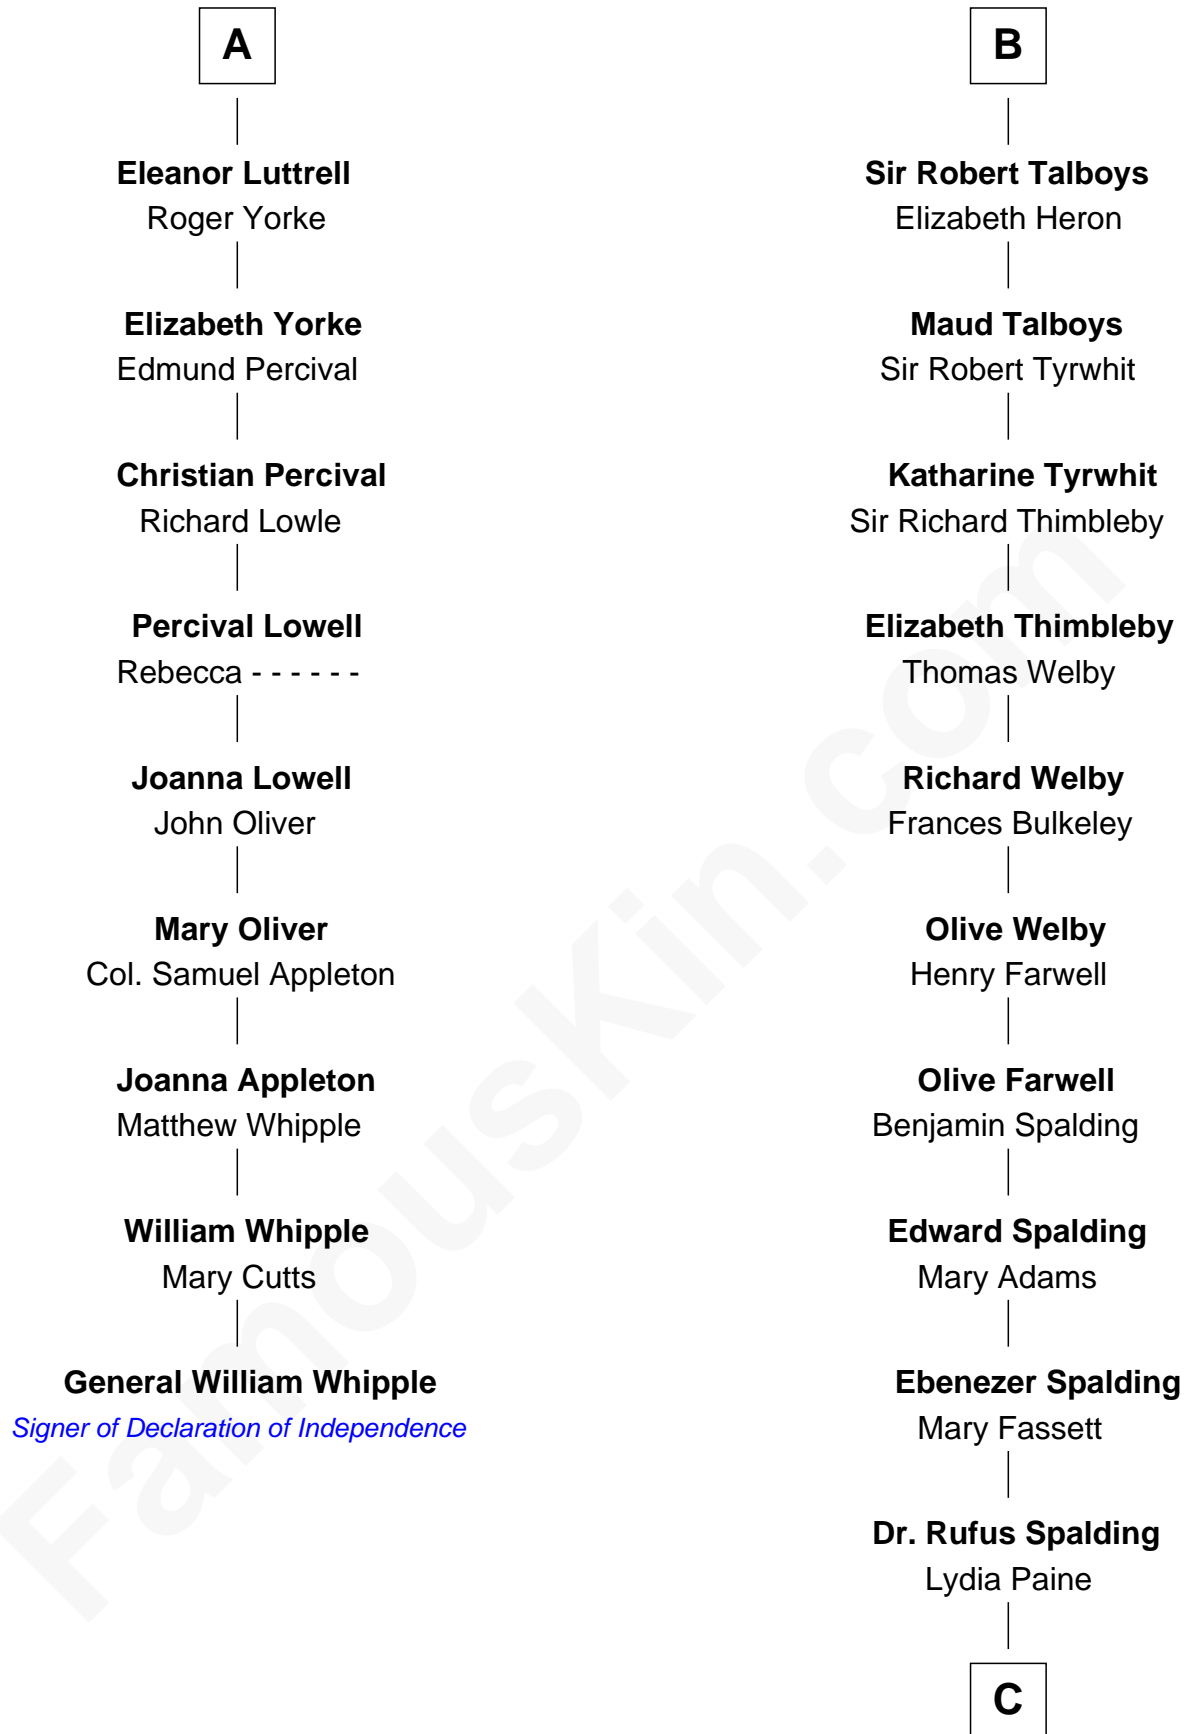 A
Eleanor Luttrell
Roger Yorke
Elizabeth Yorke
Edmund Percival
Christian Percival
Richard Lowle
Percival Lowell
Rebecca - - - - - -
Joanna Lowell
John Oliver
Mary Oliver
Col. Samuel Appleton
Joanna Appleton
Matthew Whipple
William Whipple
Mary Cutts
General William Whipple
Signer of Declaration of Independence
B
Sir Robert Talboys
Elizabeth Heron
Maud Talboys
Sir Robert Tyrwhit
Katharine Tyrwhit
Sir Richard Thimbleby
Elizabeth Thimbleby
Thomas Welby
Richard Welby
Frances Bulkeley
Olive Welby
Henry Farwell
Olive Farwell
Benjamin Spalding
Edward Spalding
Mary Adams
Ebenezer Spalding
Mary Fassett
Dr. Rufus Spalding
Lydia Paine
C
FamousKin.com